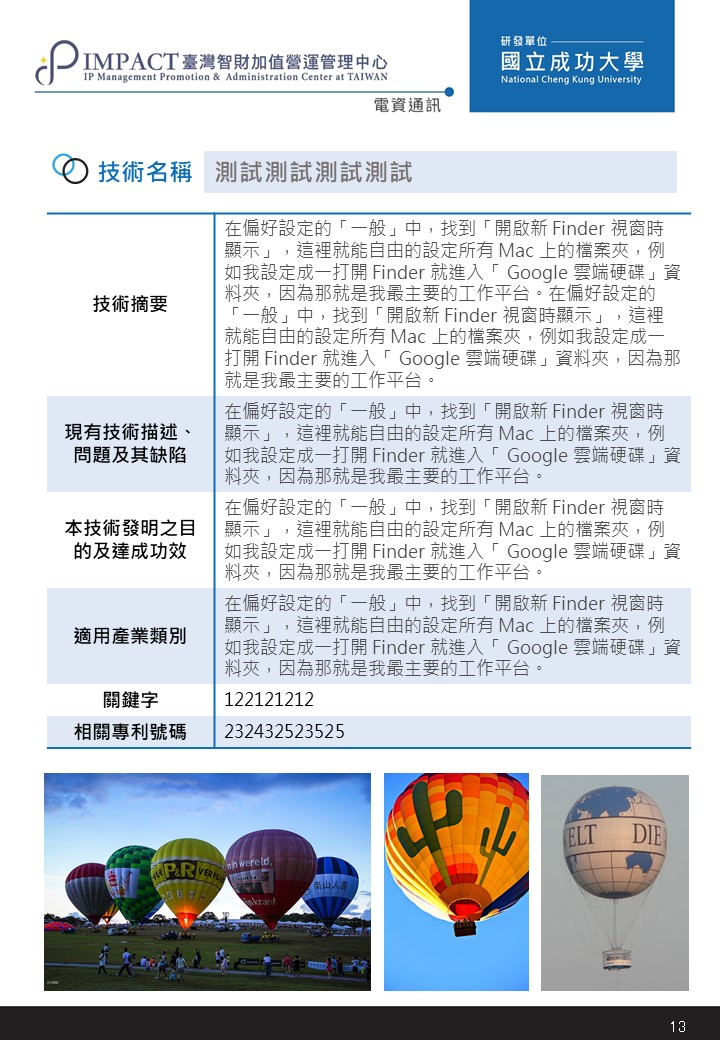 IMPACT 臺灣智財加值營運管理中心
IP Management Promotion & Administration Center at TAIWAN
電資通訊
研發單位
國立成功大學
National Cheng Kung University
技術名稱
測試測試測試測試
技術摘要
在偏好設定的「一般」中，找到「開啟新 Finder 視窗時
顯示」，這裡就能自由的設定所有 Mac 上的檔案夾，例
如我設定成一打開 Finder 就進入「 Google 雲端硬碟」資
料夾，因為那就是我最主要的工作平台。在偏好設定的
「一般」中，找到「開啟新 Finder 視窗時顯示」，這裡
就能自由的設定所有 Mac 上的檔案夾，例如我設定成一
打開 Finder 就進入「 Google 雲端硬碟」資料夾，因為那
就是我最主要的工作平台。
現有技術描述、
問題及其缺陷
在偏好設定的「一般」中，找到「開啟新 Finder 視窗時
顯示」，這裡就能自由的設定所有 Mac 上的檔案夾，例
如我設定成一打開 Finder 就進入「 Google 雲端硬碟」資
料夾，因為那就是我最主要的工作平台。
本技術發明之目
的及達成功效
在偏好設定的「一般」中，找到「開啟新 Finder 視窗時
顯示」，這裡就能自由的設定所有 Mac 上的檔案夾，例
如我設定成一打開 Finder 就進入「 Google 雲端硬碟」資
料夾，因為那就是我最主要的工作平台。
適用產業類別
在偏好設定的「一般」中，找到「開啟新 Finder 視窗時
顯示」，這裡就能自由的設定所有 Mac 上的檔案夾，例
如我設定成一打開 Finder 就進入「 Google 雲端硬碟」資
料夾，因為那就是我最主要的工作平台。
關鍵字
122121212
相關專利號碼
232432523525
P&R
wereld,
南山人壽
ELT DIE
13